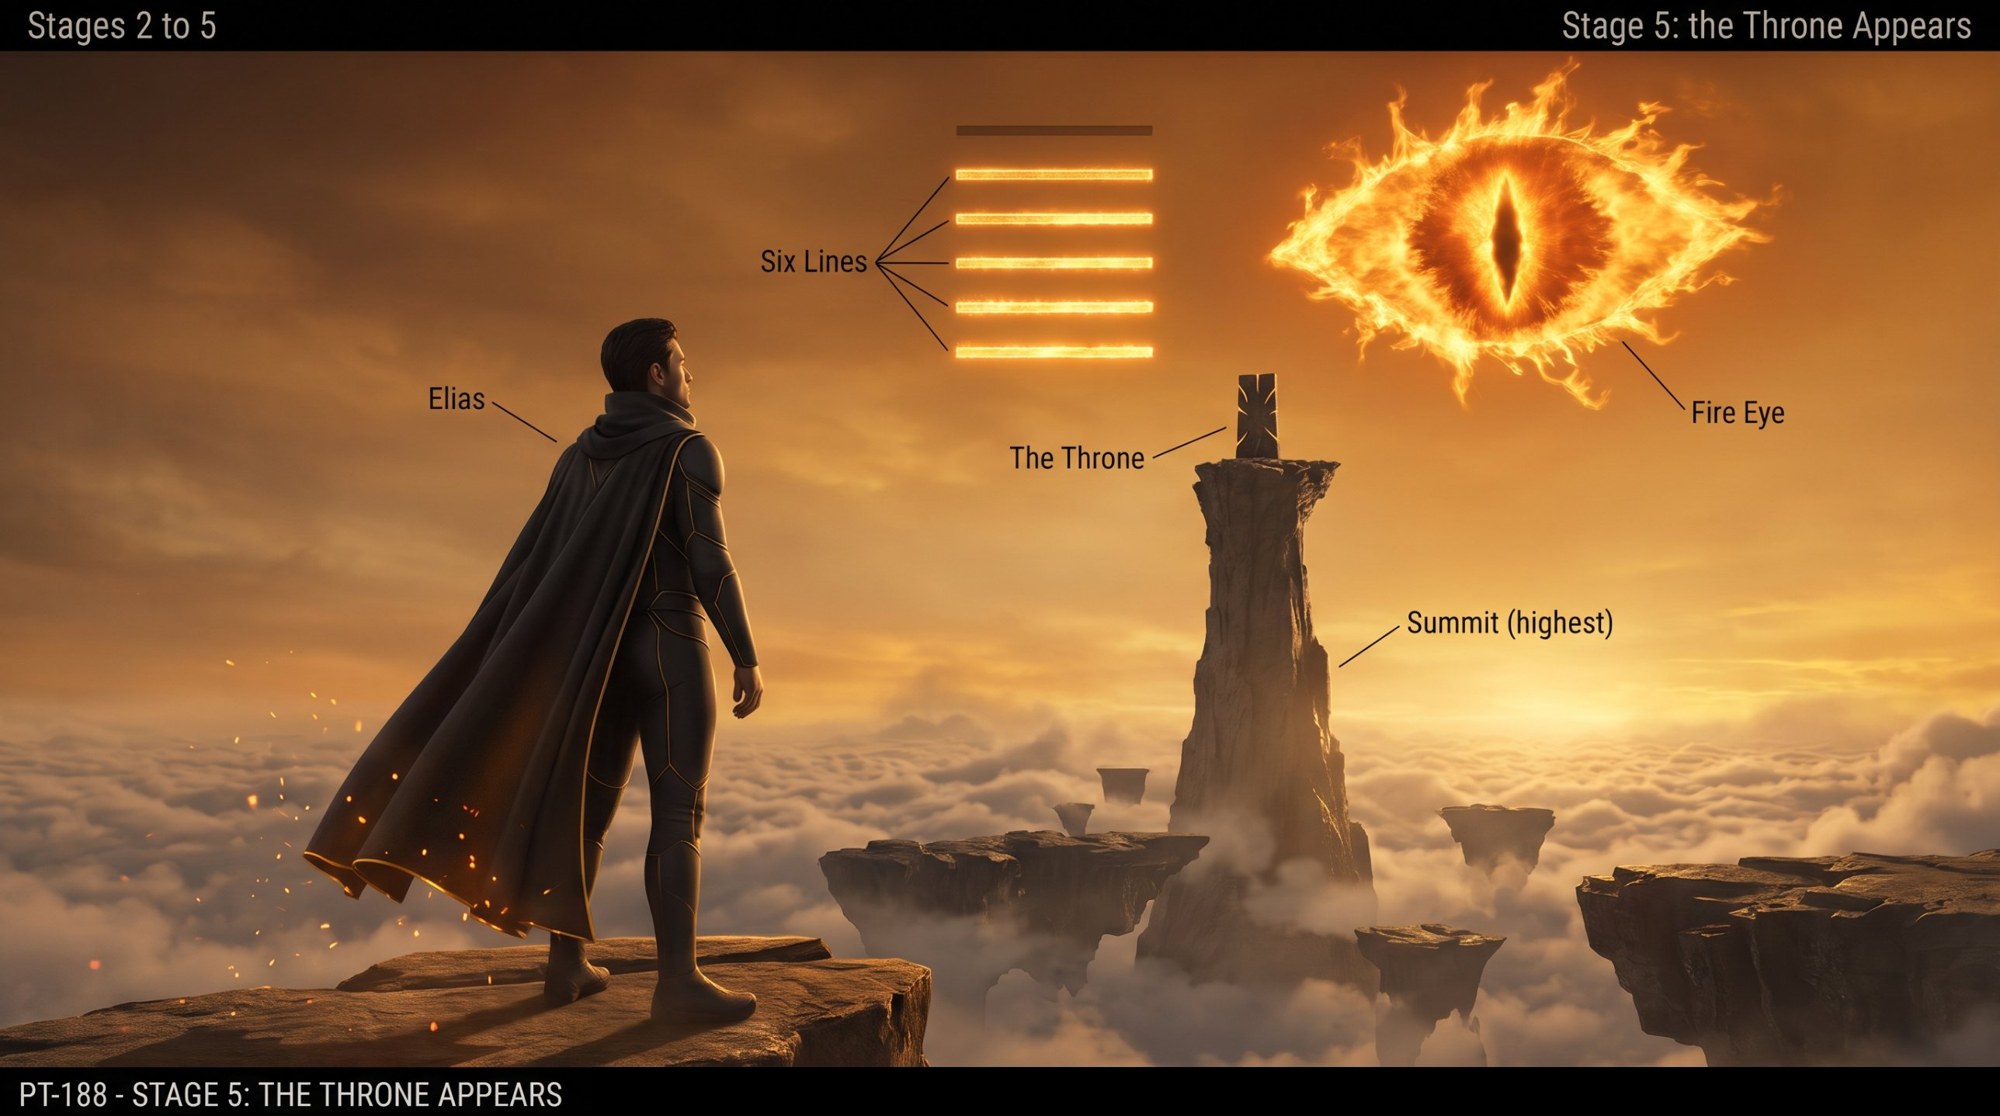 Stages 2 to 5
Stage 5: the Throne Appears
Six Lines
Elias
Fire Eye
The Throne
Summit (highest)
PT-188 - STAGE 5: THE THRONE APPEARS